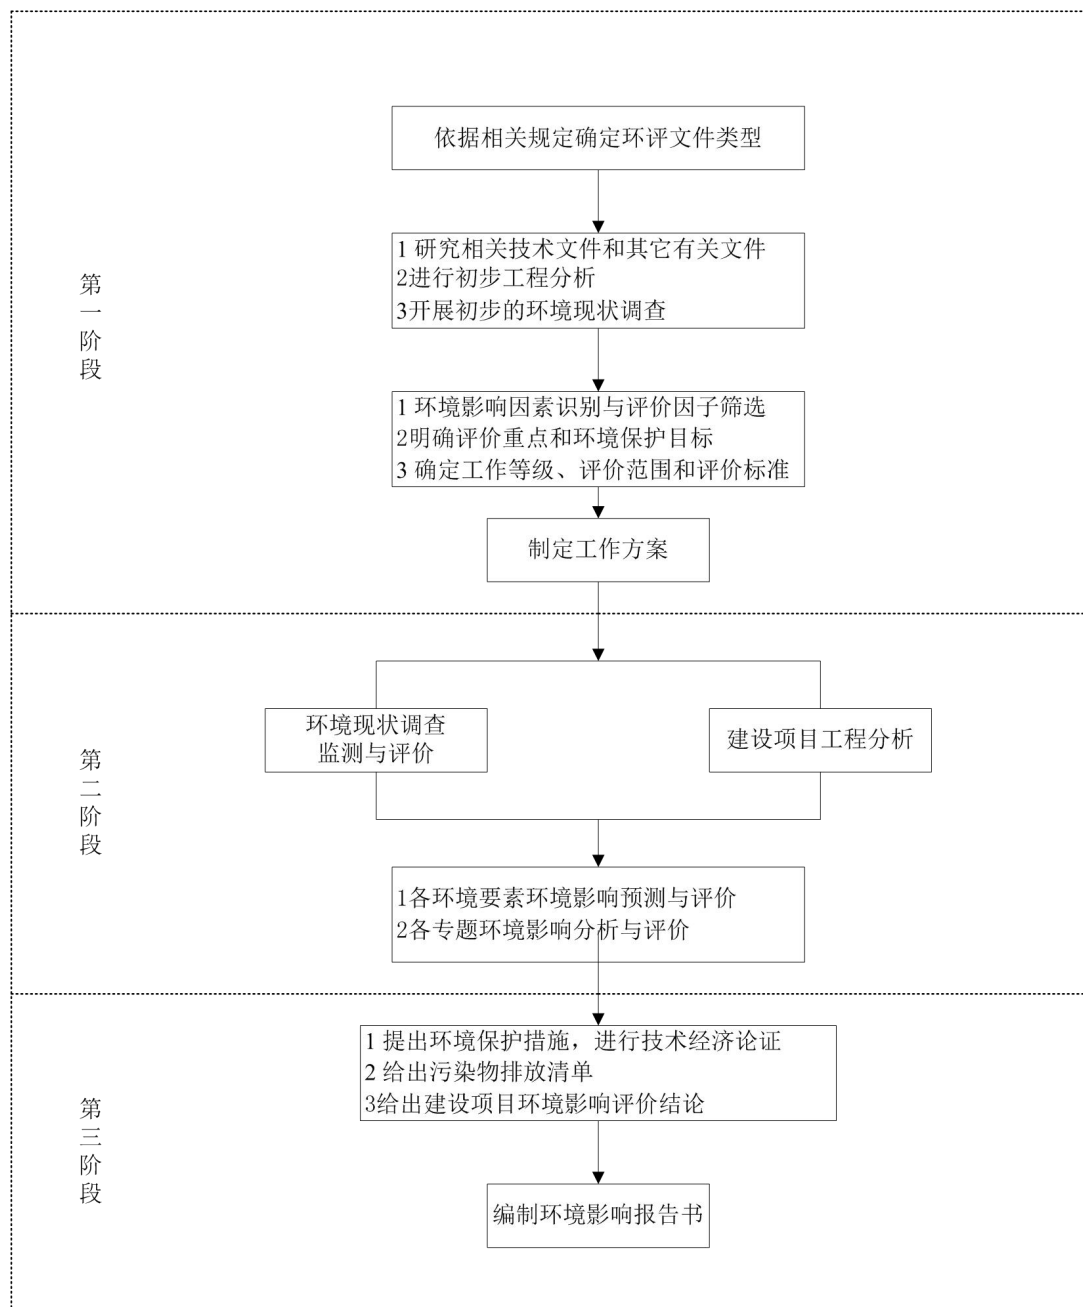 依据相关规定确定环评文件类型
1 研究相关技术文件和其它有关文件
2进行初步工程分析
3开展初步的环境现状调查
第一阶段
1 环境影响因素识别与评价因子筛选
2明确评价重点和环境保护目标
3 确定工作等级、评价范围和评价标准
制定工作方案
环境现状调查
监测与评价
建设项目工程分析
第二阶段
1各环境要素环境影响预测与评价
2各专题环境影响分析与评价
1 提出环境保护措施，进行技术经济论证
2 给出污染物排放清单
3给出建设项目环境影响评价结论
第三阶段
编制环境影响报告书